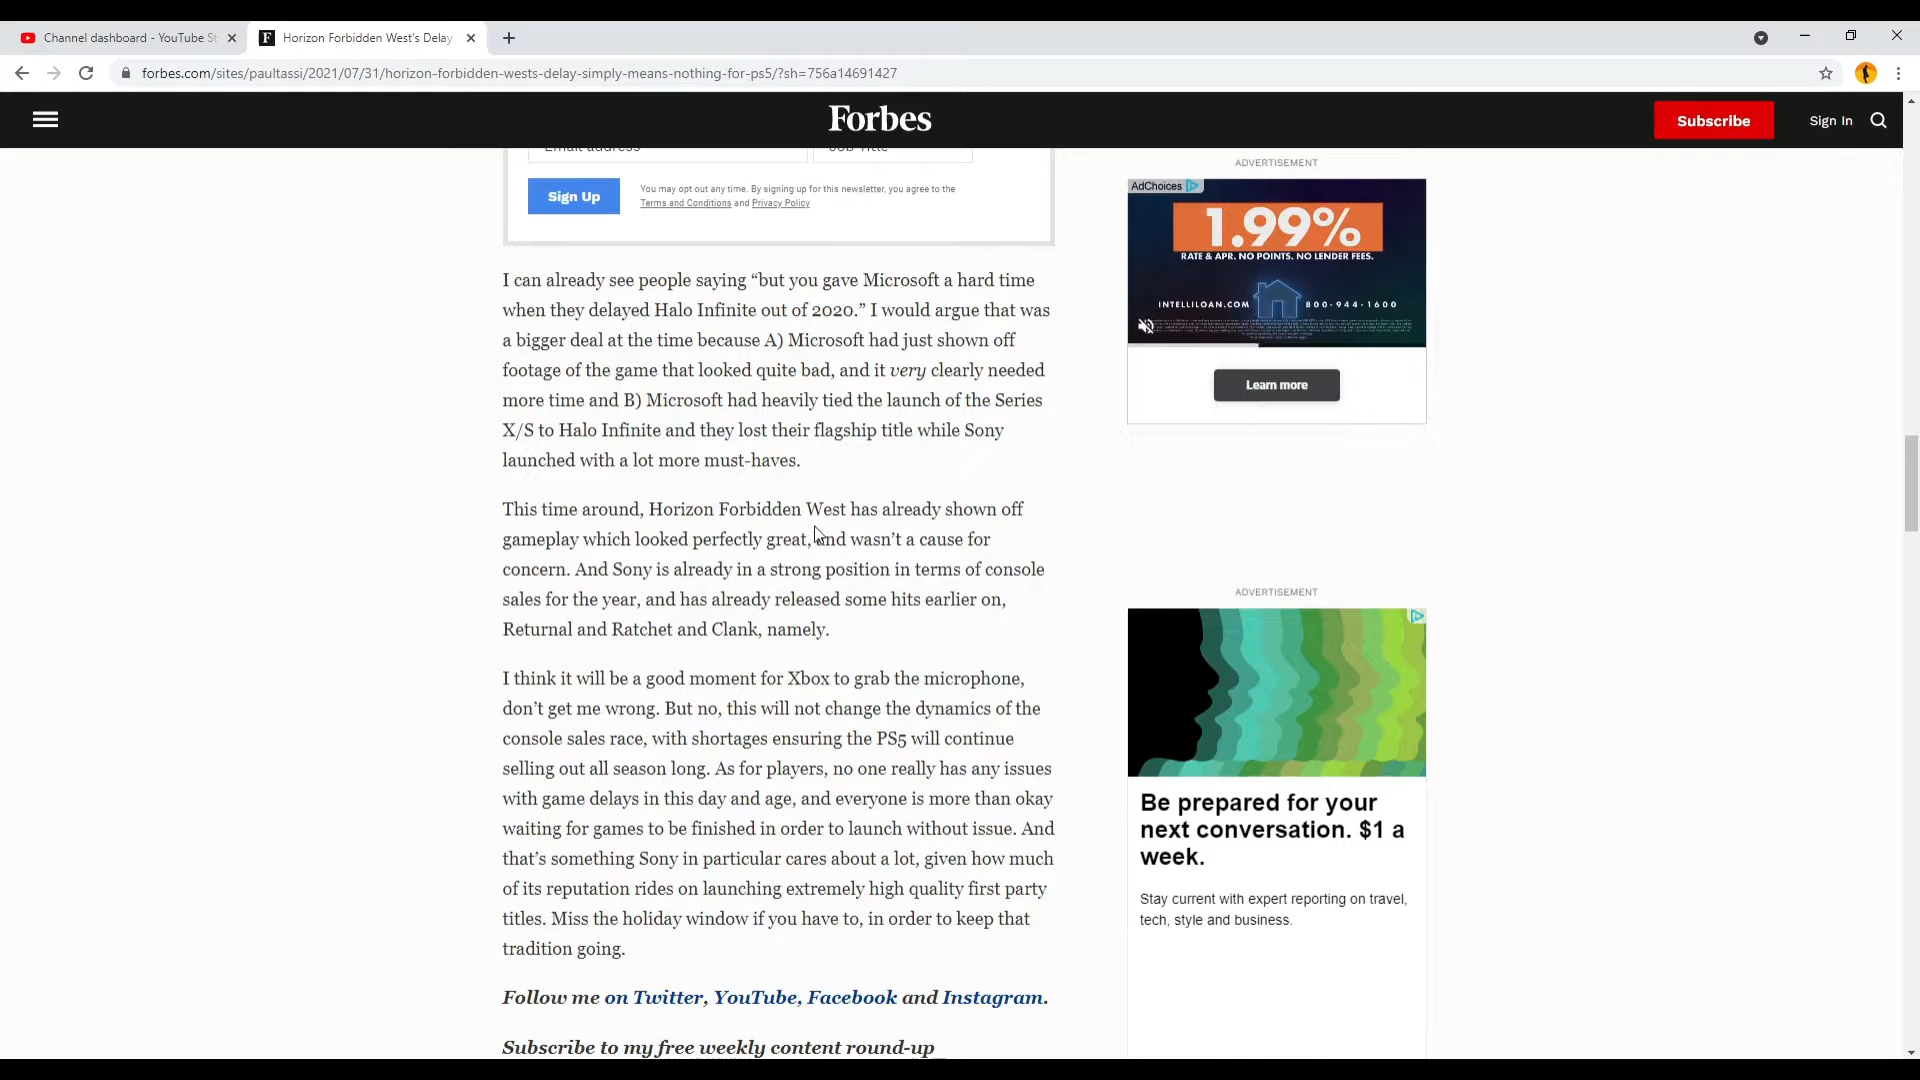 Channel dashboard - YouTube St
Horizon Forbidden West's Delay
forbes.com/sites/paultassi/2021/07/31/horizon-forbidden-wests-delay-simply-means-nothing-for-ps5/?sh=756a14691427
Forbes
Subscribe
Sign In
Email address
Job Title
Sign Up
You may opt out any time. By signing up for this newsletter, you agree to the
Terms and Conditions and Privacy Policy
I can already see people saying “but you gave Microsoft a hard time
when they delayed Halo Infinite out of 2020.” I would argue that was
a bigger deal at the time because A) Microsoft had just shown off
footage of the game that looked quite bad, and it very clearly needed
more time and B) Microsoft had heavily tied the launch of the Series
X/S to Halo Infinite and they lost their flagship title while Sony
launched with a lot more must-haves.
This time around, Horizon Forbidden West has already shown off
gameplay which looked perfectly great, and wasn’t a cause for
concern. And Sony is already in a strong position in terms of console
sales for the year, and has already released some hits earlier on,
Returnal and Ratchet and Clank, namely.
I think it will be a good moment for Xbox to grab the microphone,
don’t get me wrong. But no, this will not change the dynamics of the
console sales race, with shortages ensuring the PS5 will continue
selling out all season long. As for players, no one really has any issues
with game delays in this day and age, and everyone is more than okay
waiting for games to be finished in order to launch without issue. And
that’s something Sony in particular cares about a lot, given how much
of its reputation rides on launching extremely high quality first party
titles. Miss the holiday window if you have to, in order to keep that
tradition going.
Follow me on Twitter, YouTube, Facebook and Instagram.
Subscribe to my free weekly content round-up
ADVERTISEMENT
AdChoices
1.99%
RATE & APR. NO POINTS. NO LENDER FEES.
INTELLILOAN.COM 800-944-1600
Learn more
ADVERTISEMENT
Be prepared for your
next conversation. $1 a
week.
Stay current with expert reporting on travel,
tech, style and business.